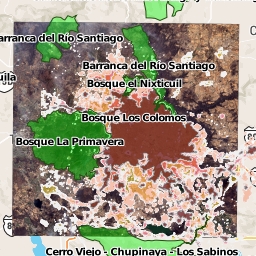 Barranca del Río Santiago
Barranca del Río Santiago
Bosque el Nixticuil
Bosque Los Colomos
Bosque La Primavera
Cerro Viejo - Chupinaya - Los Sabinos